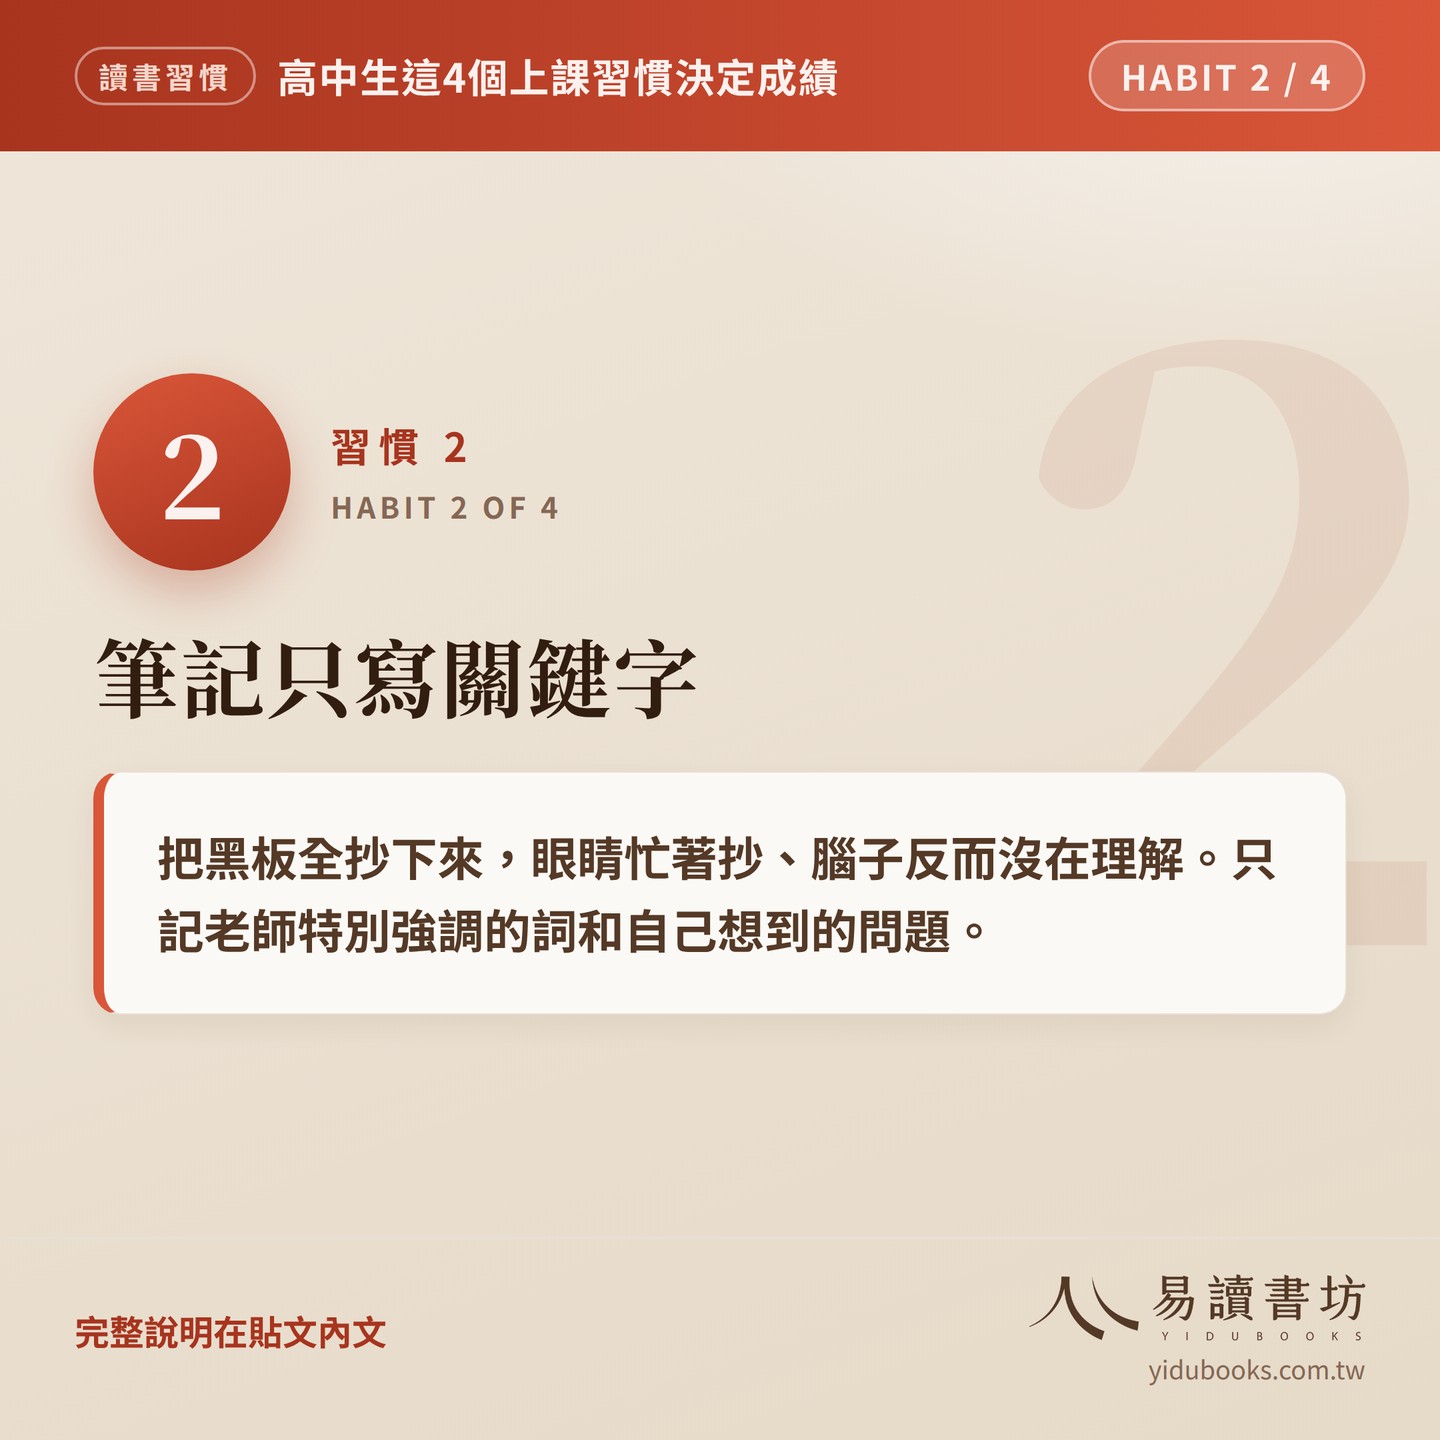 讀書習慣 高中生這4個上課習慣決定成績 HABIT 2 / 4
2
習慣 2
HABIT 2 OF 4
2
筆記只寫關鍵字
把黑板全抄下來，眼睛忙著抄、腦子反而沒在理解。只
記老師特別強調的詞和自己想到的問題。
完整說明在貼文內文
易讀書坊
YIDUBOOKS
yidubooks.com.tw